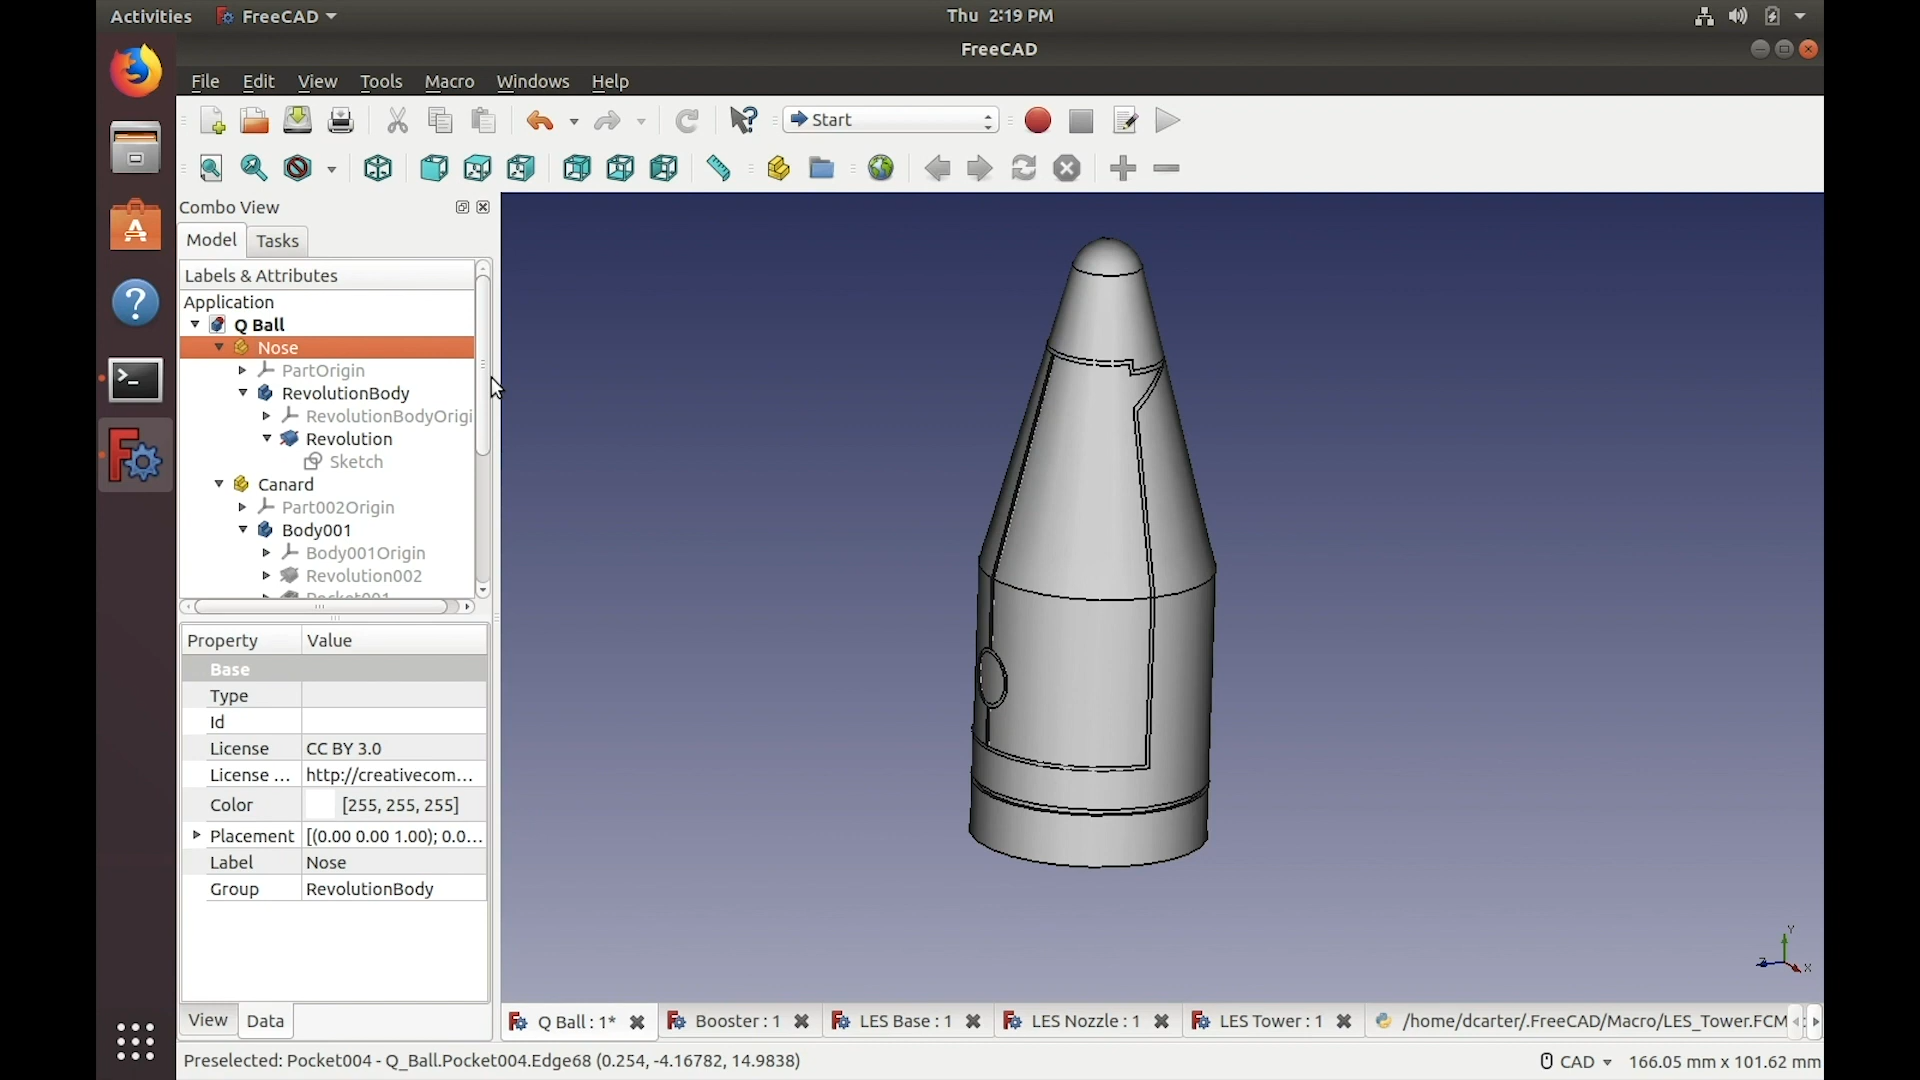 Activities FreeCAD Thu 2:19 PM
FreeCAD
File Edit View Tools Macro Windows Help
Start
Combo View
Model Tasks
Labels & Attributes
Application
Q Ball
Nose
PartOrigin
RevolutionBody
RevolutionBodyOrigi
Revolution
Sketch
Canard
Part002Origin
Body001
Body001Origin
Revolution002
Pocket001
Property Value
Base
Type
Id
License CC BY 3.0
License ... http://creativecom...
Color [255, 255, 255]
Placement [(0.00 0.00 1.00); 0.0...
Label Nose
Group RevolutionBody
Y
Z X
View Data
Q Ball : 1* Booster : 1 LES Base : 1 LES Nozzle : 1 LES Tower : 1 /home/dcarter/.FreeCAD/Macro/LES_Tower.FCM
Preselected: Pocket004 - Q_Ball.Pocket004.Edge68 (0.254, -4.16782, 14.9838) CAD 166.05 mm x 101.62 mm